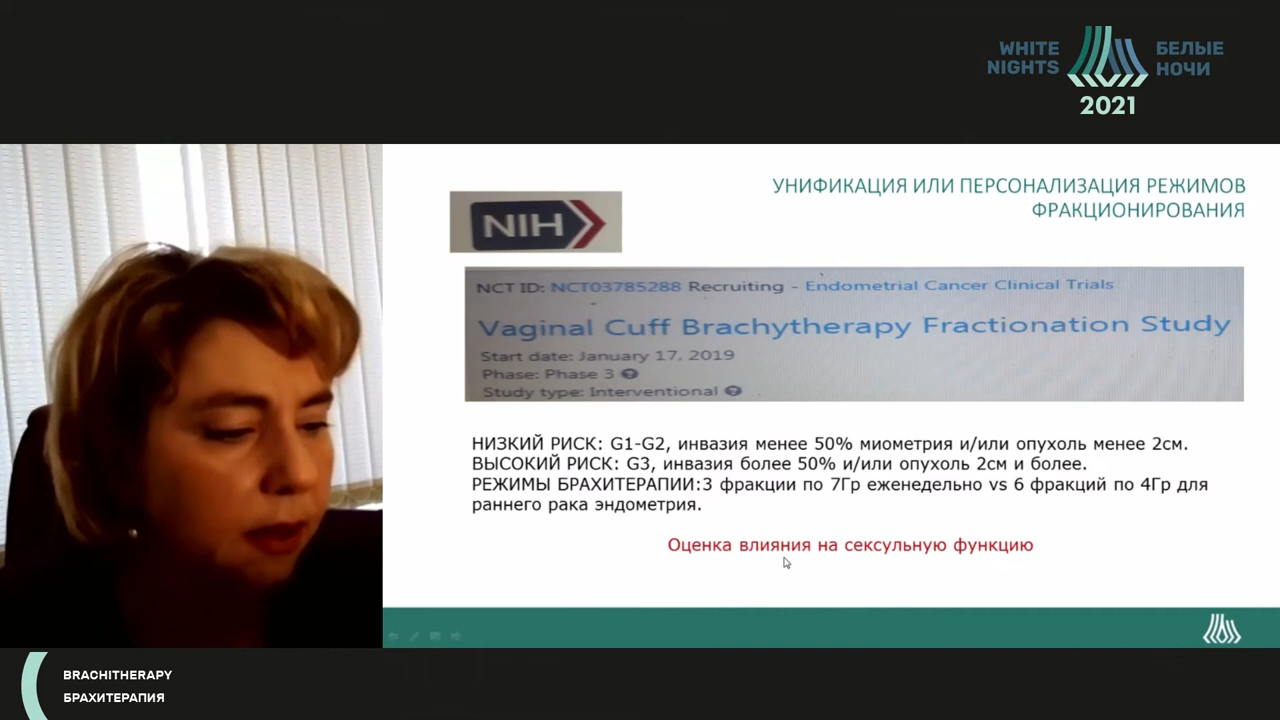 WHITE NIGHTS
БЕЛЫЕ НОЧИ
2021
УНИФИКАЦИЯ ИЛИ ПЕРСОНАЛИЗАЦИЯ РЕЖИМОВ
ФРАКЦИОНИРОВАНИЯ
NIH
NCT ID: NCT03785288 Recruiting - Endometrial Cancer Clinical Trials
Vaginal Cuff Brachytherapy Fractionation Study
Start date: January 17, 2019
Phase: Phase 3
Study type: Interventional
НИЗКИЙ РИСК: G1-G2, инвазия менее 50% миометрия и/или опухоль менее 2см.
ВЫСОКИЙ РИСК: G3, инвазия более 50% и/или опухоль 2см и более.
РЕЖИМЫ БРАХИТЕРАПИИ:3 фракции по 7Гр еженедельно vs 6 фракций по 4Гр для
раннего рака эндометрия.
Оценка влияния на сексульную функцию
BRACHITHERAPY
БРАХИТЕРАПИЯ